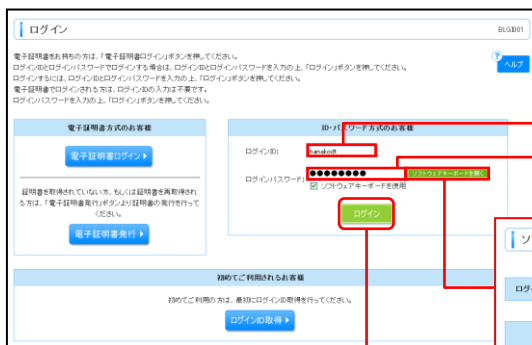 ログイン
BLGI001
ヘルプ
電子証明書をお持ちの方は、「電子証明書ログイン」ボタンを押してください。
ログインIDとログインパスワードでログインする場合は、ログインIDとログインパスワードを入力の上、「ログイン」ボタンを押してください。
ログインするには、ログインIDとログインパスワードを入力の上、「ログイン」ボタンを押してください。
電子証明書でログインされる方は、ログインIDの入力は不要です。
ログインパスワードを入力の上、「ログイン」ボタンを押してください。
電子証明書方式のお客様
電子証明書ログイン
証明書を取得されていない方、もしくは証明書を再取得され
る方は、「電子証明書発行」ボタンより証明書の発行を行って
ください。
電子証明書発行
ID・パスワード方式のお客様
ログインID:
hanakodt
ログインパスワード:
ソフトウェアキーボードを開く
ソフトウェアキーボードを使用
ログイン
初めてご利用されるお客様
初めてご利用の方は、最初にログインID取得を行ってください。
ログインID取得
ソ
ログ